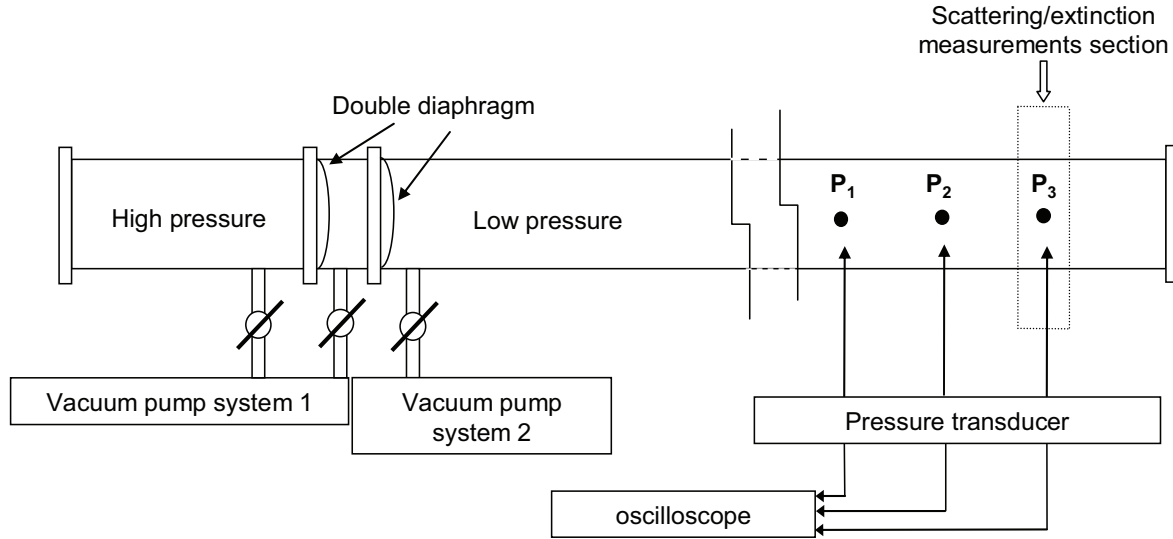 Scattering/extinction
measurements section
Double diaphragm
High pressure
Low pressure
P₁
P₂
P₃
Vacuum pump system 1
Vacuum pump
system 2
Pressure transducer
oscilloscope